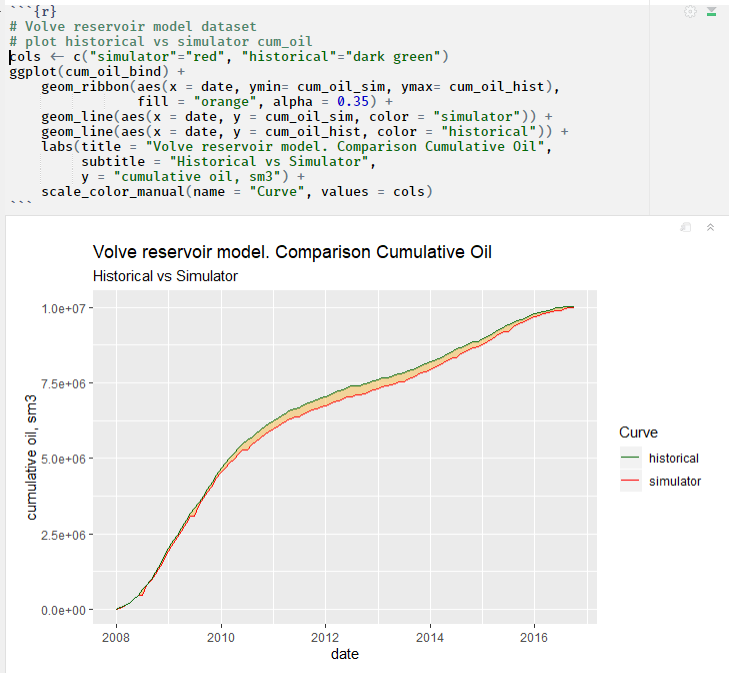 ```{r}
# Volve reservoir model dataset
# plot historical vs simulator cum_oil
cols <- c("simulator"="red", "historical"="dark green")
ggplot(cum_oil_bind) +
    geom_ribbon(aes(x = date, ymin= cum_oil_sim, ymax= cum_oil_hist),
                fill = "orange", alpha = 0.35) +
    geom_line(aes(x = date, y = cum_oil_sim, color = "simulator")) +
    geom_line(aes(x = date, y = cum_oil_hist, color = "historical")) +
    labs(title = "Volve reservoir model. Comparison Cumulative Oil",
         subtitle = "Historical vs Simulator",
         y = "cumulative oil, sm3") +
    scale_color_manual(name = "Curve", values = cols)
```
Volve reservoir model. Comparison Cumulative Oil
Historical vs Simulator
1.0e+07
7.5e+06
5.0e+06
2.5e+06
0.0e+00
cumulative oil, sm3
2008 2010 2012 2014 2016
date
Curve
historical
simulator